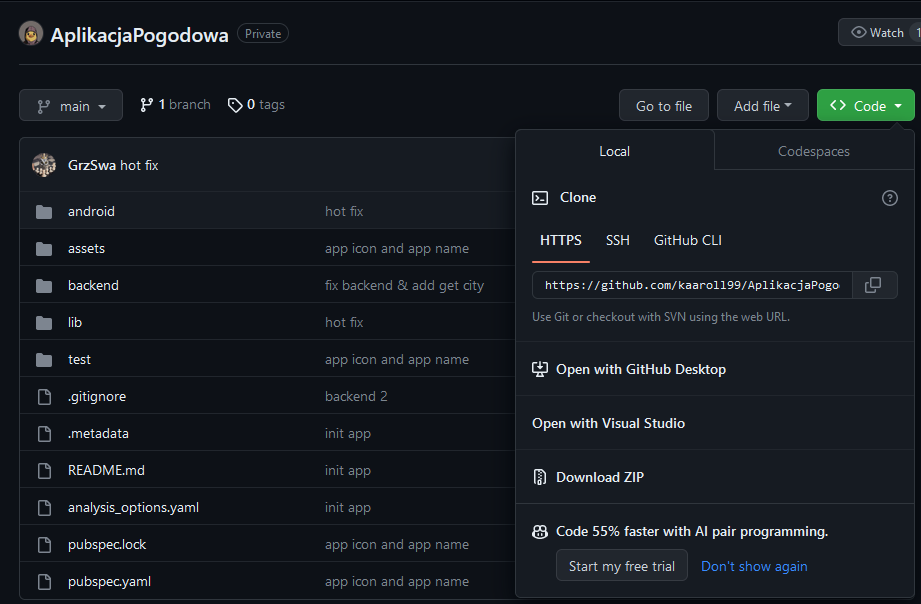 AplikacjaPogodowa Private
Watch 1
main 1 branch 0 tags
Go to file Add file Code
GrzSwa hot fix
android hot fix
assets app icon and app name
backend fix backend & add get city
lib hot fix
test app icon and app name
.gitignore backend 2
.metadata init app
README.md init app
analysis_options.yaml init app
pubspec.lock app icon and app name
pubspec.yaml app icon and app name
Local Codespaces
Clone
HTTPS SSH GitHub CLI
https://github.com/kaaroll99/AplikacjaPogo
Use Git or checkout with SVN using the web URL.
Open with GitHub Desktop
Open with Visual Studio
Download ZIP
Code 55% faster with AI pair programming.
Start my free trial Don't show again